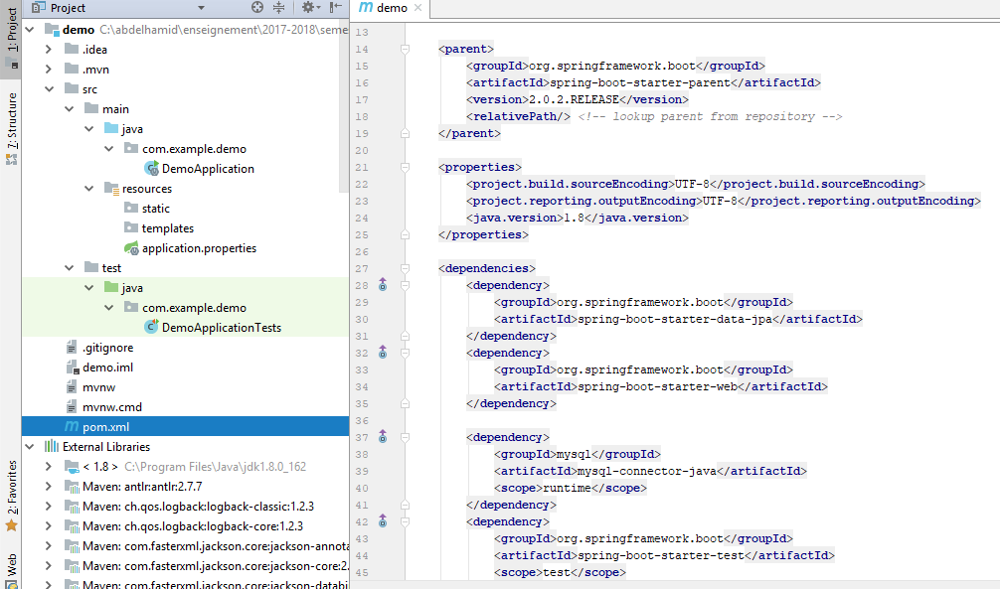 1: Project
7: Structure
2: Favorites
Web
Project
demo C:\abdelhamid\enseignement\2017-2018\seme
.idea
.mvn
src
main
java
com.example.demo
DemoApplication
resources
static
templates
application.properties
test
java
com.example.demo
DemoApplicationTests
.gitignore
demo.iml
mvnw
mvnw.cmd
pom.xml
External Libraries
< 1.8 > C:\Program Files\Java\jdk1.8.0_162
Maven: antlr:antlr:2.7.7
Maven: ch.qos.logback:logback-classic:1.2.3
Maven: ch.qos.logback:logback-core:1.2.3
Maven: com.fasterxml.jackson.core:jackson-annota
Maven: com.fasterxml.jackson.core:jackson-core:2.
Maven: com.fasterxml.jackson.core:jackson-databi
m demo
13
14 <parent>
15 <groupId>org.springframework.boot</groupId>
16 <artifactId>spring-boot-starter-parent</artifactId>
17 <version>2.0.2.RELEASE</version>
18 <relativePath/> <!-- lookup parent from repository -->
19 </parent>
20
21 <properties>
22 <project.build.sourceEncoding>UTF-8</project.build.sourceEncoding>
23 <project.reporting.outputEncoding>UTF-8</project.reporting.outputEncoding>
24 <java.version>1.8</java.version>
25 </properties>
26
27 <dependencies>
28 <dependency>
29 <groupId>org.springframework.boot</groupId>
30 <artifactId>spring-boot-starter-data-jpa</artifactId>
31 </dependency>
32 <dependency>
33 <groupId>org.springframework.boot</groupId>
34 <artifactId>spring-boot-starter-web</artifactId>
35 </dependency>
36
37 <dependency>
38 <groupId>mysql</groupId>
39 <artifactId>mysql-connector-java</artifactId>
40 <scope>runtime</scope>
41 </dependency>
42 <dependency>
43 <groupId>org.springframework.boot</groupId>
44 <artifactId>spring-boot-starter-test</artifactId>
45 <scope>test</scope>